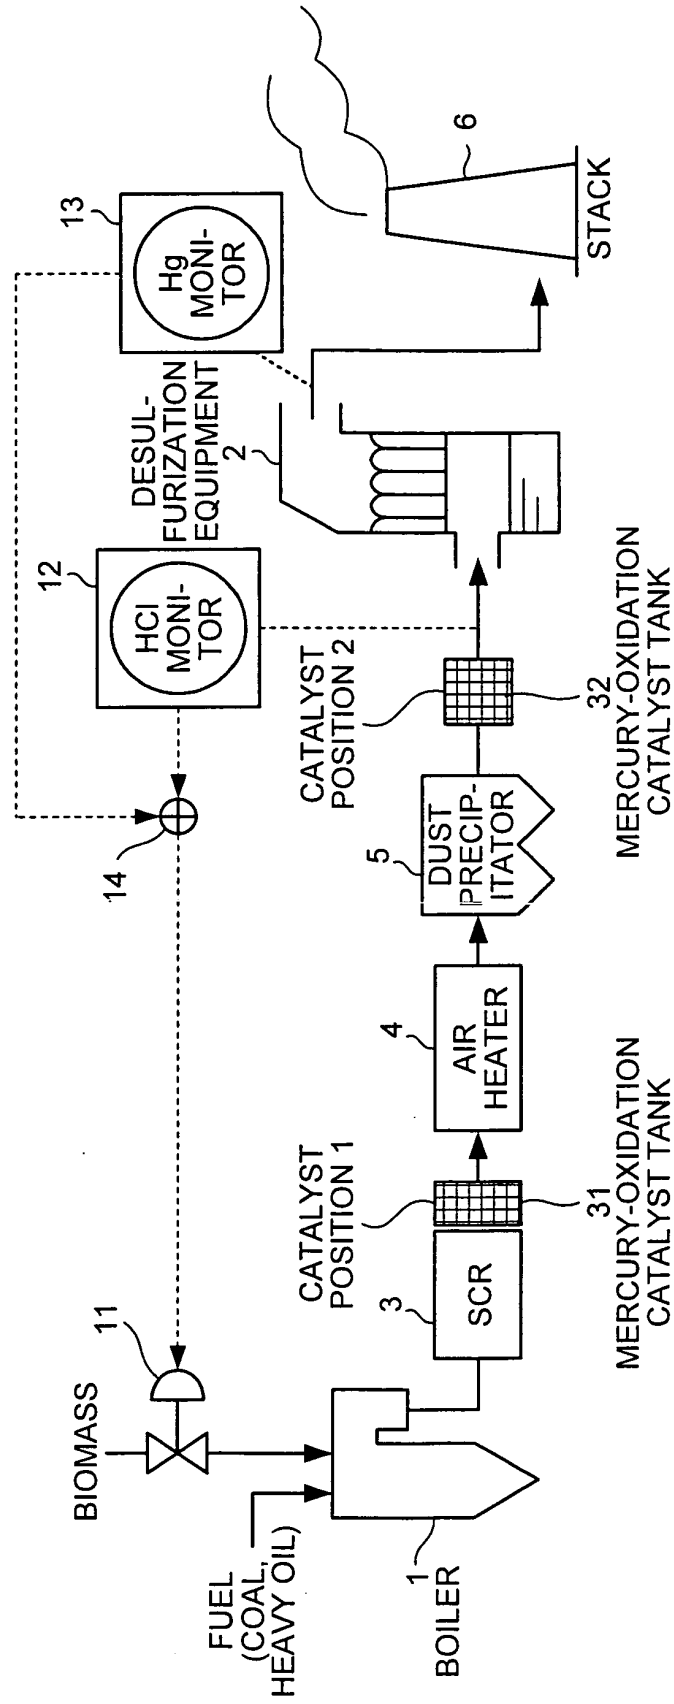 BIOMASS
11
FUEL
(COAL,
HEAVY OIL)
1
BOILER
3
SCR
CATALYST
POSITION 1
31
MERCURY-OXIDATION
CATALYST TANK
4
AIR
HEATER
5
DUST
PRECIP-
ITATOR
CATALYST
POSITION 2
32
MERCURY-OXIDATION
CATALYST TANK
14
12
HCl
MONI-
TOR
DESUL-
FURIZATION
EQUIPMENT
2
13
Hg
MONI-
TOR
6
STACK